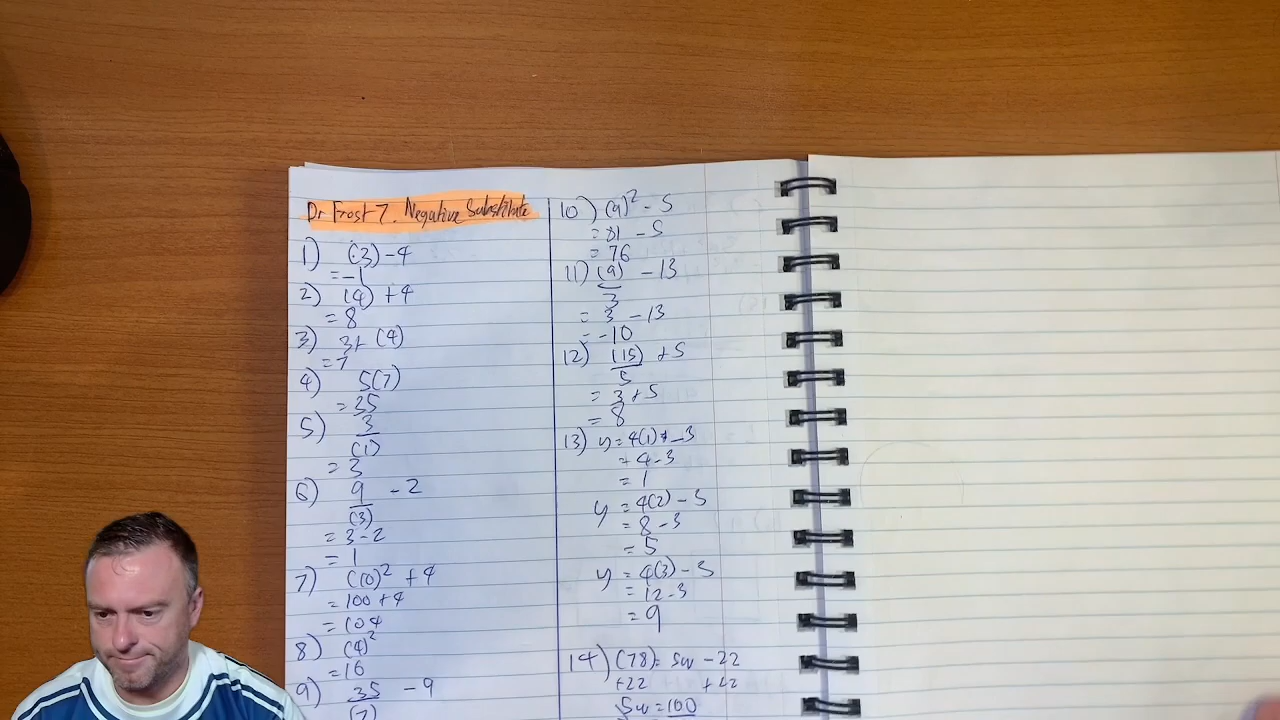 Dr Frost 7. Negative Substitute
1) (3) - 4
= -1
2) (4) + 4
= 8
3) 3 + (4)
= 7
4) 5(7)
= 35
5) 3
(1)
= 3
6) 9 - 2
(3)
= 3 - 2
= 1
7) (10)² + 4
= 100 + 4
= 104
8) (4)²
= 16
9) 35 - 9
(7)
10) (9)² - 5
= 81 - 5
= 76
11) (9) - 13
3
= 3 - 13
= -10
12) (15) + 5
5
= 3 + 5
= 8
13) y = 4(1) - 3
= 4 - 3
= 1
y = 4(2) - 3
= 8 - 3
= 5
y = 4(3) - 3
= 12 - 3
= 9
14) (78) = 5w - 22
+22 +22
5w = 100